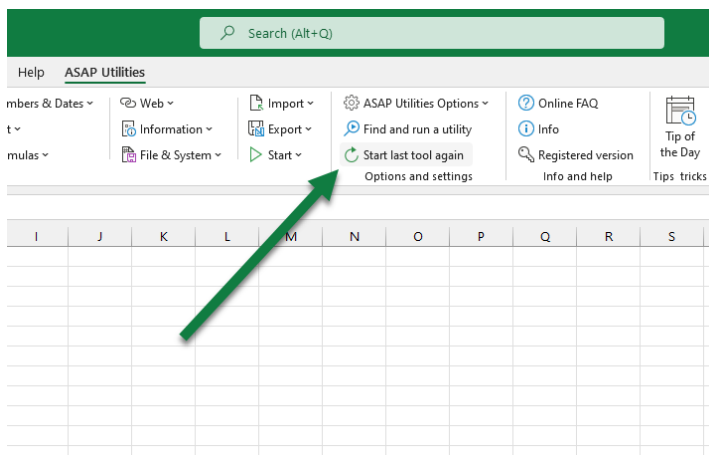 Search (Alt+Q)
Help ASAP Utilities
mbers & Dates Web Import ASAP Utilities Options Online FAQ
t Information Export Find and run a utility Info Tip of
mulas File & System Start Start last tool again Registered version the Day
Options and settings Info and help Tips tricks
I J K L M N O P Q R S